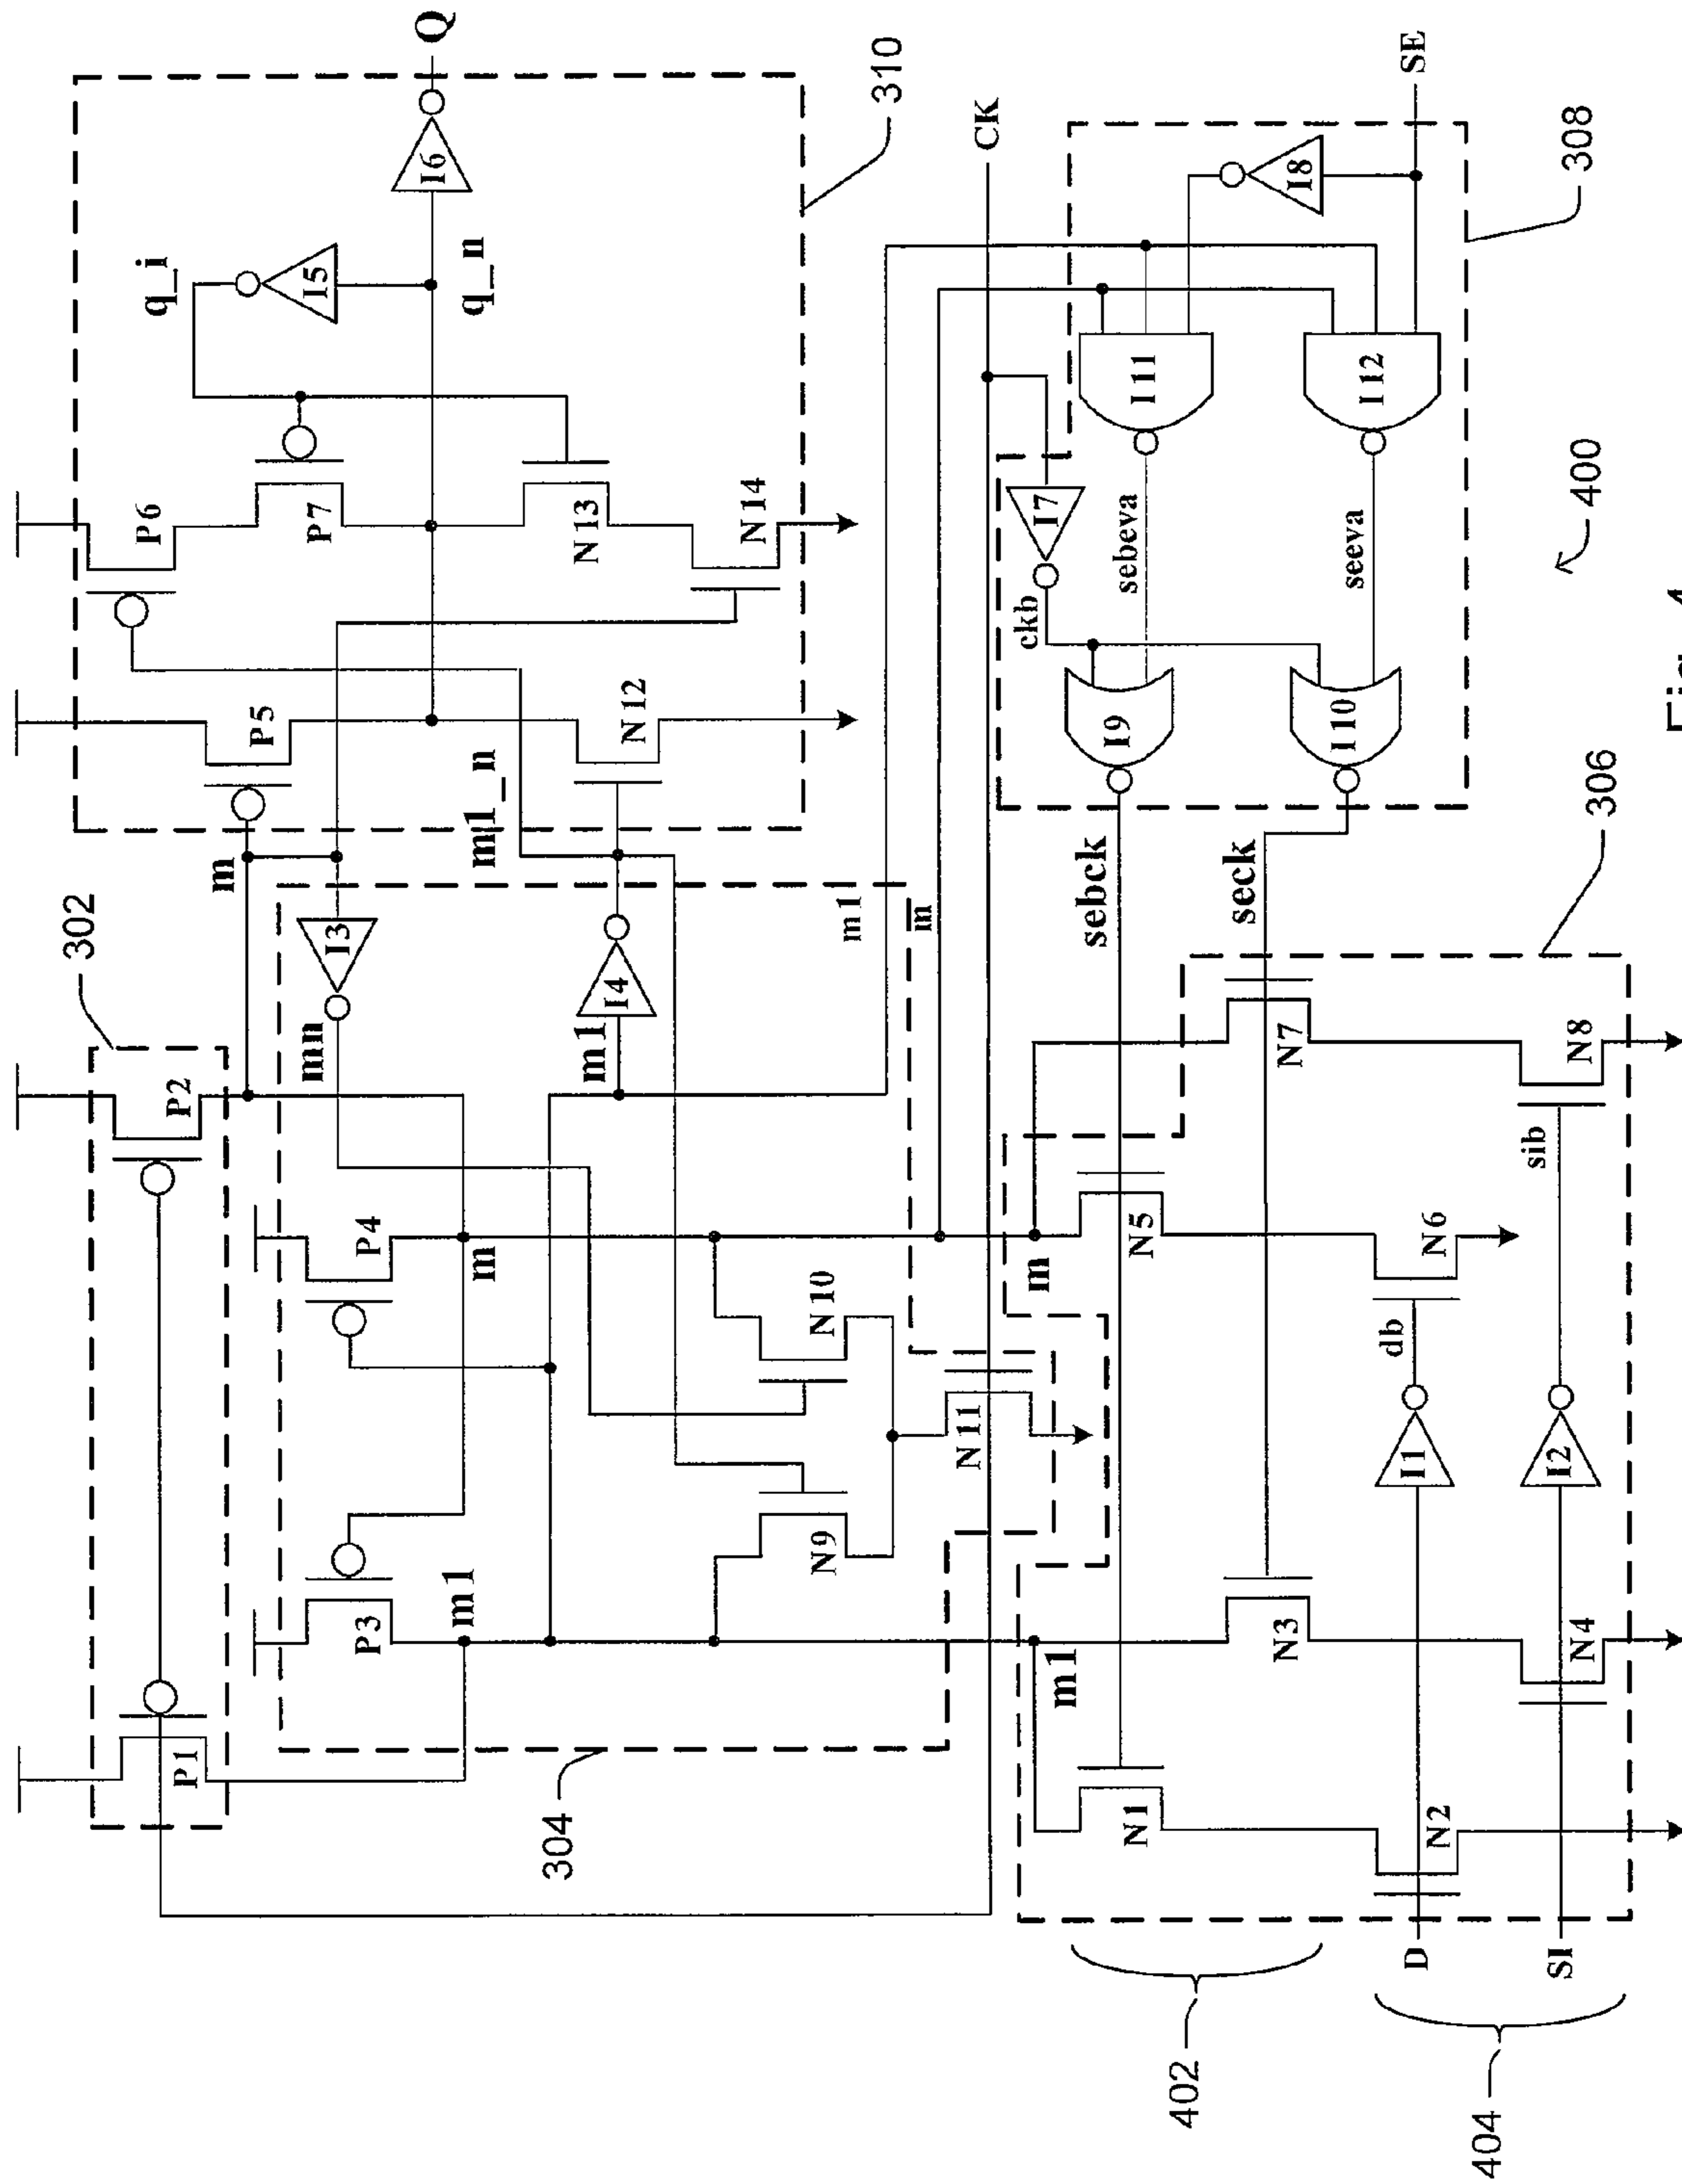 302
P1
P2
304
P3
P4
m1
m
mn
I3
m1
I4
m1_n
m
N9
N10
N11
m1
m
310
P5
P6
P7
N12
N13
N14
I5
q_i
q_n
I6
Q
CK
m1
m
306
N1
N2
N3
N4
N5
N6
N7
N8
I1
I2
db
sib
D
SI
402
404
sebck
seck
308
I7
ckb
I8
I9
I10
I11
I12
sebeva
seeva
SE
400